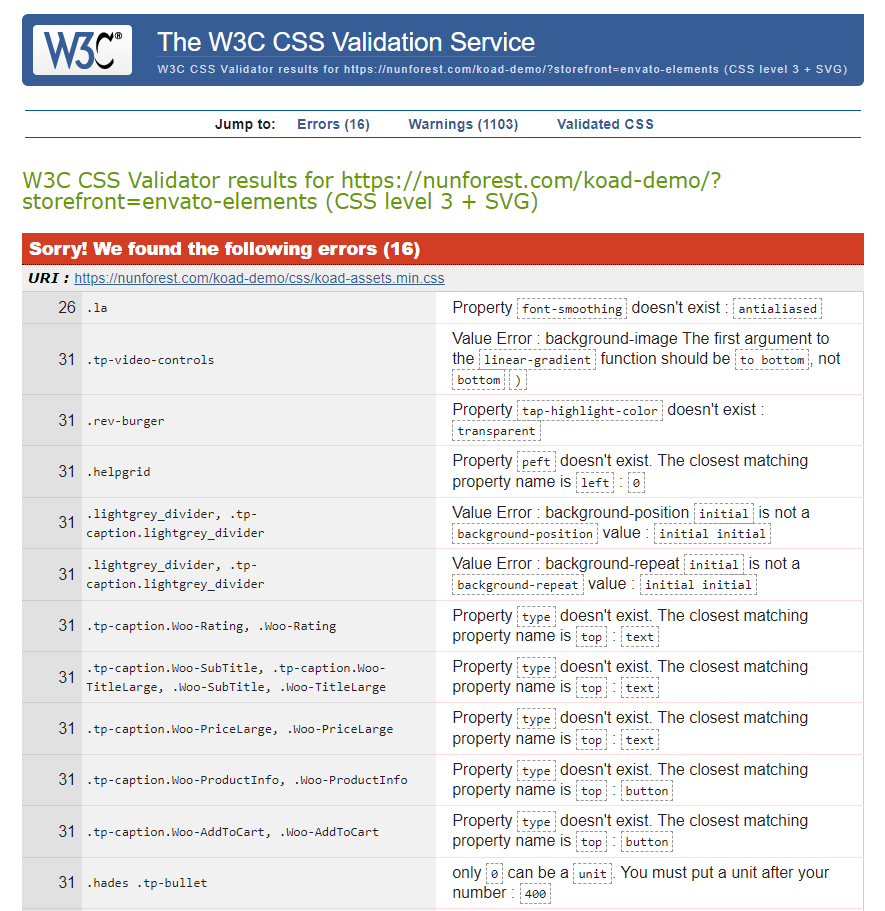 W3C® The W3C CSS Validation Service
W3C CSS Validator results for https://nunforest.com/koad-demo/?storefront=envato-elements (CSS level 3 + SVG)
Jump to: Errors (16) Warnings (1103) Validated CSS
W3C CSS Validator results for https://nunforest.com/koad-demo/?
storefront=envato-elements (CSS level 3 + SVG)
Sorry! We found the following errors (16)
URI : https://nunforest.com/koad-demo/css/koad-assets.min.css
26 .la Property font-smoothing doesn't exist : antialiased
31 .tp-video-controls Value Error : background-image The first argument to
the linear-gradient function should be to bottom, not
bottom )
31 .rev-burger Property tap-highlight-color doesn't exist :
transparent
31 .helpgrid Property peft doesn't exist. The closest matching
property name is left : 0
31 .lightgrey_divider, .tp-
caption.lightgrey_divider
Value Error : background-position initial is not a
background-position value : initial initial
31 .lightgrey_divider, .tp-
caption.lightgrey_divider
Value Error : background-repeat initial is not a
background-repeat value : initial initial
31 .tp-caption.Woo-Rating, .Woo-Rating Property type doesn't exist. The closest matching
property name is top : text
31 .tp-caption.Woo-SubTitle, .tp-caption.Woo-
TitleLarge, .Woo-SubTitle, .Woo-TitleLarge
Property type doesn't exist. The closest matching
property name is top : text
31 .tp-caption.Woo-PriceLarge, .Woo-PriceLarge Property type doesn't exist. The closest matching
property name is top : text
31 .tp-caption.Woo-ProductInfo, .Woo-ProductInfo Property type doesn't exist. The closest matching
property name is top : button
31 .tp-caption.Woo-AddToCart, .Woo-AddToCart Property type doesn't exist. The closest matching
property name is top : button
31 .hades .tp-bullet only 0 can be a unit. You must put a unit after your
number : 400